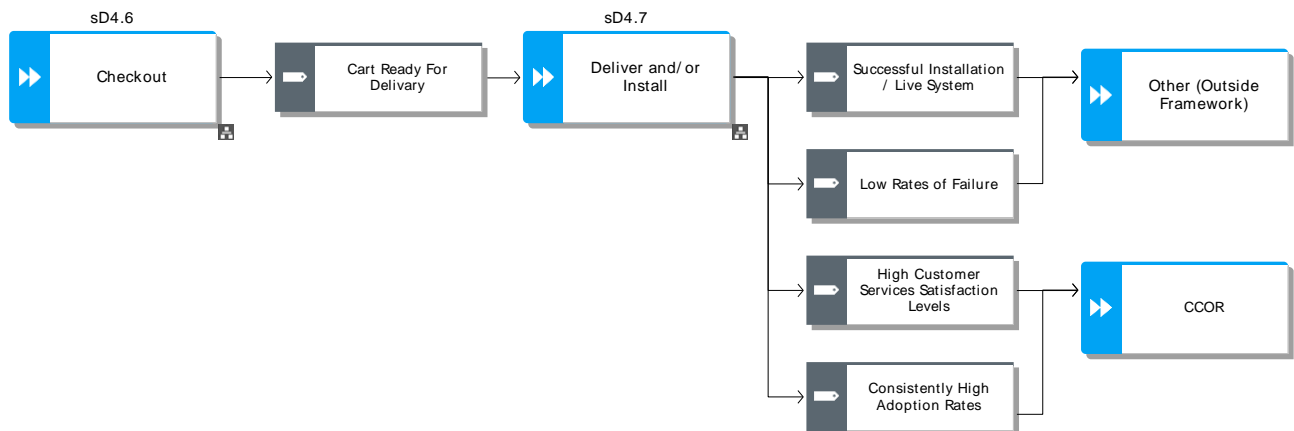 sD4.6
Checkout
Cart Ready For
Delivary
sD4.7
Deliver and/or
Install
Successful Installation
/ Live System
Low Rates of Failure
High Customer
Services Satisfaction
Levels
Consistently High
Adoption Rates
Other (Outside
Framework)
CCOR